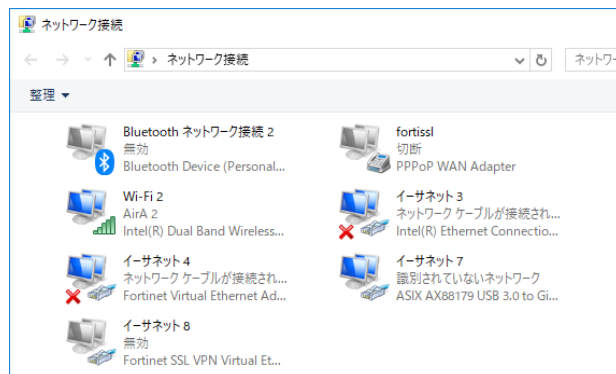 ネットワーク接続
ネットワーク接続
ネットワー
整理
Bluetooth ネットワーク接続 2
無効
Bluetooth Device (Personal...
fortissl
切断
PPPoP WAN Adapter
Wi-Fi 2
AirA 2
Intel(R) Dual Band Wireless...
イーサネット 3
ネットワーク ケーブルが接続され...
Intel(R) Ethernet Connectio...
イーサネット 4
ネットワーク ケーブルが接続され...
Fortinet Virtual Ethernet Ad...
イーサネット 7
識別されていないネットワーク
ASIX AX88179 USB 3.0 to Gi...
イーサネット 8
無効
Fortinet SSL VPN Virtual Et...